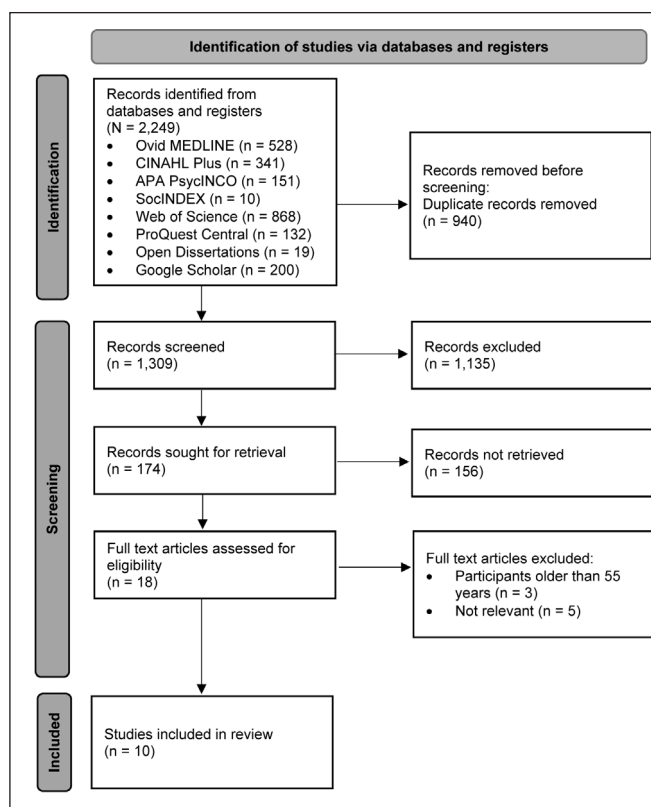 Identification of studies via databases and registers
Identification
Records identified from
databases and registers
(N = 2,249)
• Ovid MEDLINE (n = 528)
• CINAHL Plus (n = 341)
• APA PsycINCO (n = 151)
• SocINDEX (n = 10)
• Web of Science (n = 868)
• ProQuest Central (n = 132)
• Open Dissertations (n = 19)
• Google Scholar (n = 200)
Records removed before
screening:
Duplicate records removed
(n = 940)
Screening
Records screened
(n = 1,309)
Records excluded
(n = 1,135)
Records sought for retrieval
(n = 174)
Records not retrieved
(n = 156)
Full text articles assessed for
eligibility
(n = 18)
Full text articles excluded:
• Participants older than 55
years (n = 3)
• Not relevant (n = 5)
Included
Studies included in review
(n = 10)